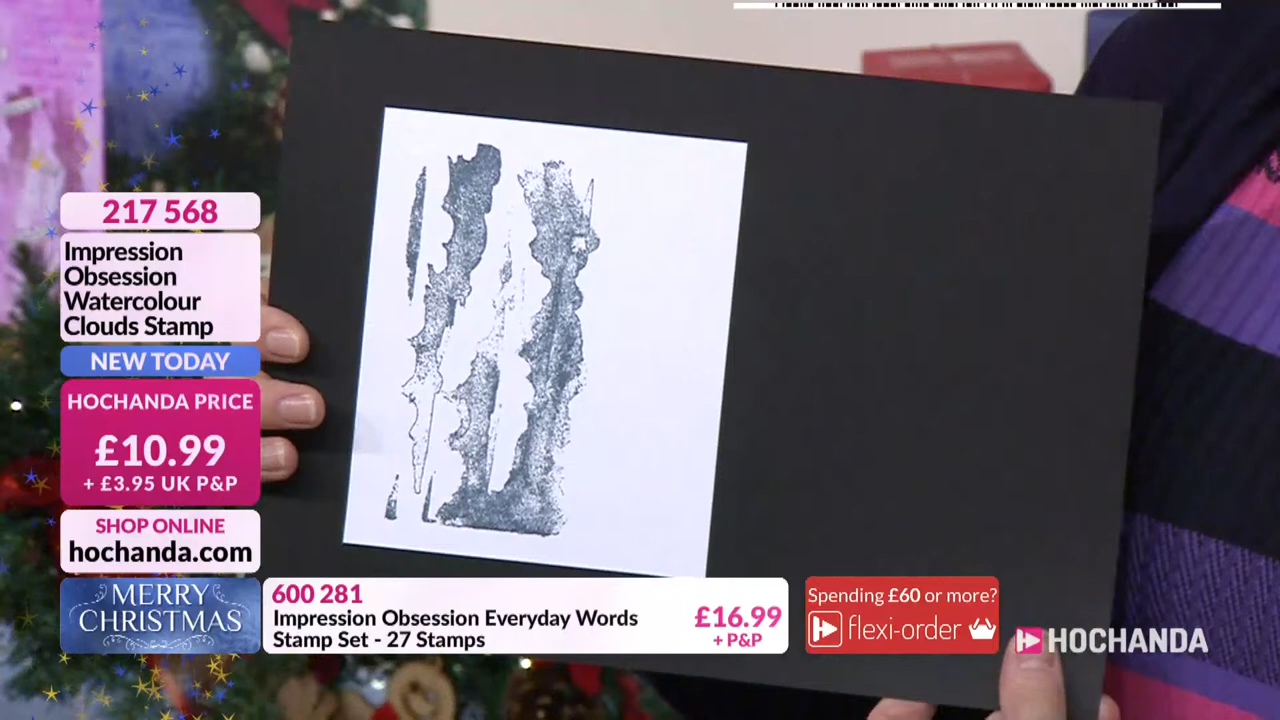 217 568
Impression
Obsession
Watercolour
Clouds Stamp
NEW TODAY
HOCHANDA PRICE
£10.99
+ £3.95 UK P&P
SHOP ONLINE
hochanda.com
MERRY
CHRISTMAS
600 281
Impression Obsession Everyday Words
Stamp Set - 27 Stamps
£16.99
+ P&P
Spending £60 or more?
flexi-order
HOCHANDA